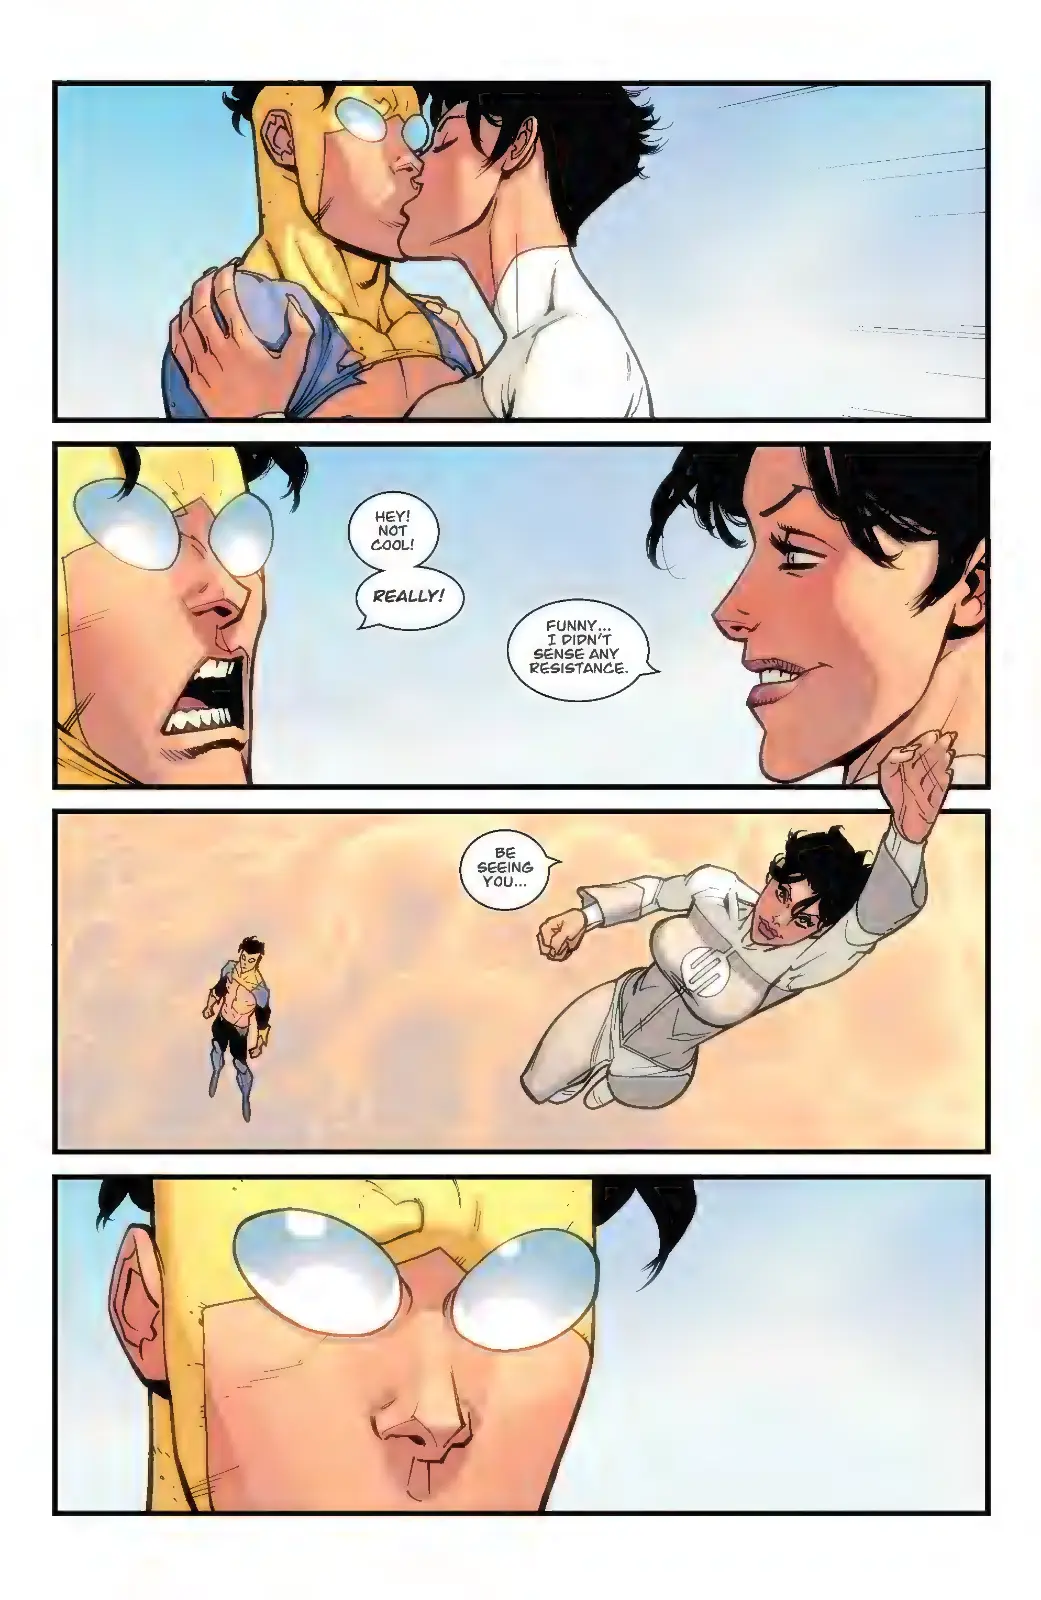 HEY!
NOT
COOL!
REALLY!
FUNNY...
I DIDN'T
SENSE ANY
RESISTANCE.
BE
SEEING
YOU...